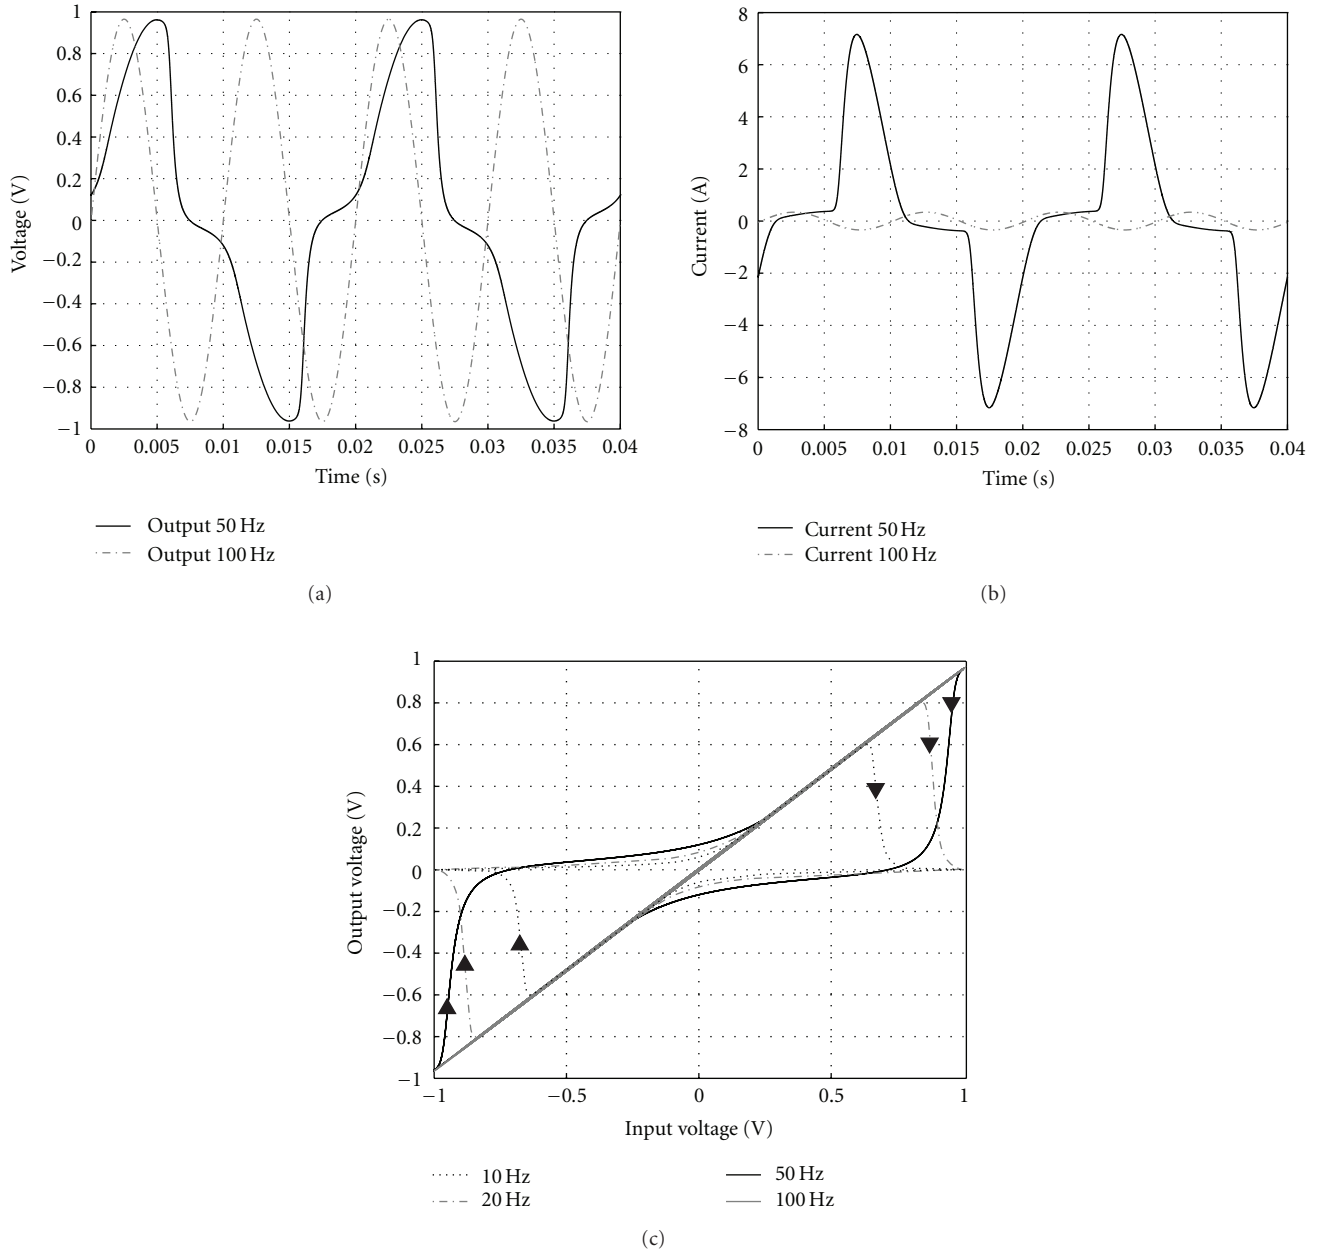 1
0.8
0.6
0.4
0.2
0
−0.2
−0.4
−0.6
−0.8
−1
Voltage (V)
0 0.005 0.01 0.015 0.02 0.025 0.03 0.035 0.04
Time (s)
Output 50 Hz
Output 100 Hz
(a)
8
6
4
2
0
−2
−4
−6
−8
Current (A)
0 0.005 0.01 0.015 0.02 0.025 0.03 0.035 0.04
Time (s)
Current 50 Hz
Current 100 Hz
(b)
1
0.8
0.6
0.4
0.2
0
−0.2
−0.4
−0.6
−0.8
−1
Output voltage (V)
−1 −0.5 0 0.5 1
Input voltage (V)
10 Hz
20 Hz
50 Hz
100 Hz
(c)